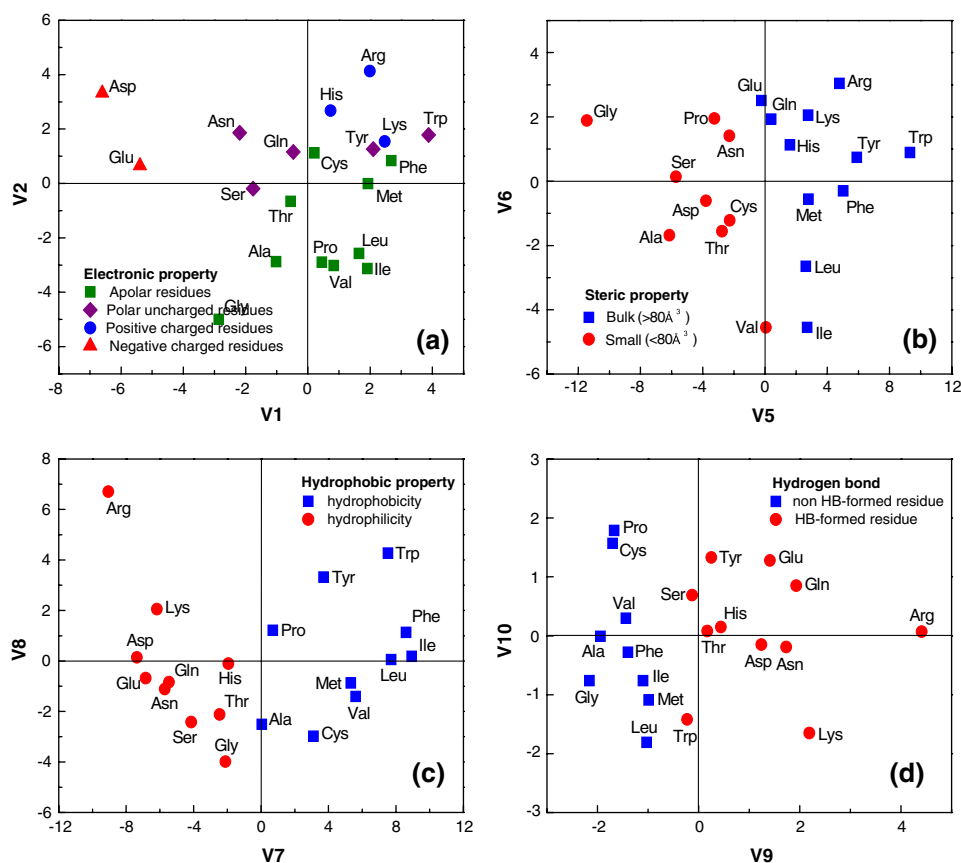 (a)
6
4
2
0
-2
-4
-6
V2
-8
-6
-4
-2
0
2
4
6
V1
Asp
Glu
Asn
Gln
Ser
Thr
Ala
Gly
Arg
His
Lys
Tyr
Trp
Cys
Phe
Met
Pro
Val
Leu
Ile
Electronic property
Apolar residues
Polar uncharged residues
Positive charged residues
Negative charged residues
(b)
6
4
2
0
-2
-4
-6
V6
-12
-8
-4
0
4
8
12
V5
Gly
Pro
Asn
Ser
Asp
Cys
Ala
Thr
Val
Glu
Gln
Arg
Lys
His
Tyr
Trp
Met
Phe
Leu
Ile
Steric property
Bulk (>80Å³)
Small (<80Å³)
(c)
8
6
4
2
0
-2
-4
-6
V8
-12
-8
-4
0
4
8
12
V7
Hydrophobic property
hydrophobicity
hydrophilicity
Arg
Lys
Asp
Glu
Gln
Asn
His
Ser
Thr
Gly
Trp
Tyr
Pro
Phe
Ile
Leu
Met
Val
Ala
Cys
(d)
3
2
1
0
-1
-2
-3
V10
-2
0
2
4
V9
Hydrogen bond
non HB-formed residue
HB-formed residue
Pro
Cys
Val
Ala
Phe
Gly
Ile
Met
Leu
Trp
Tyr
Glu
Gln
Ser
His
Thr
Asp
Asn
Arg
Lys